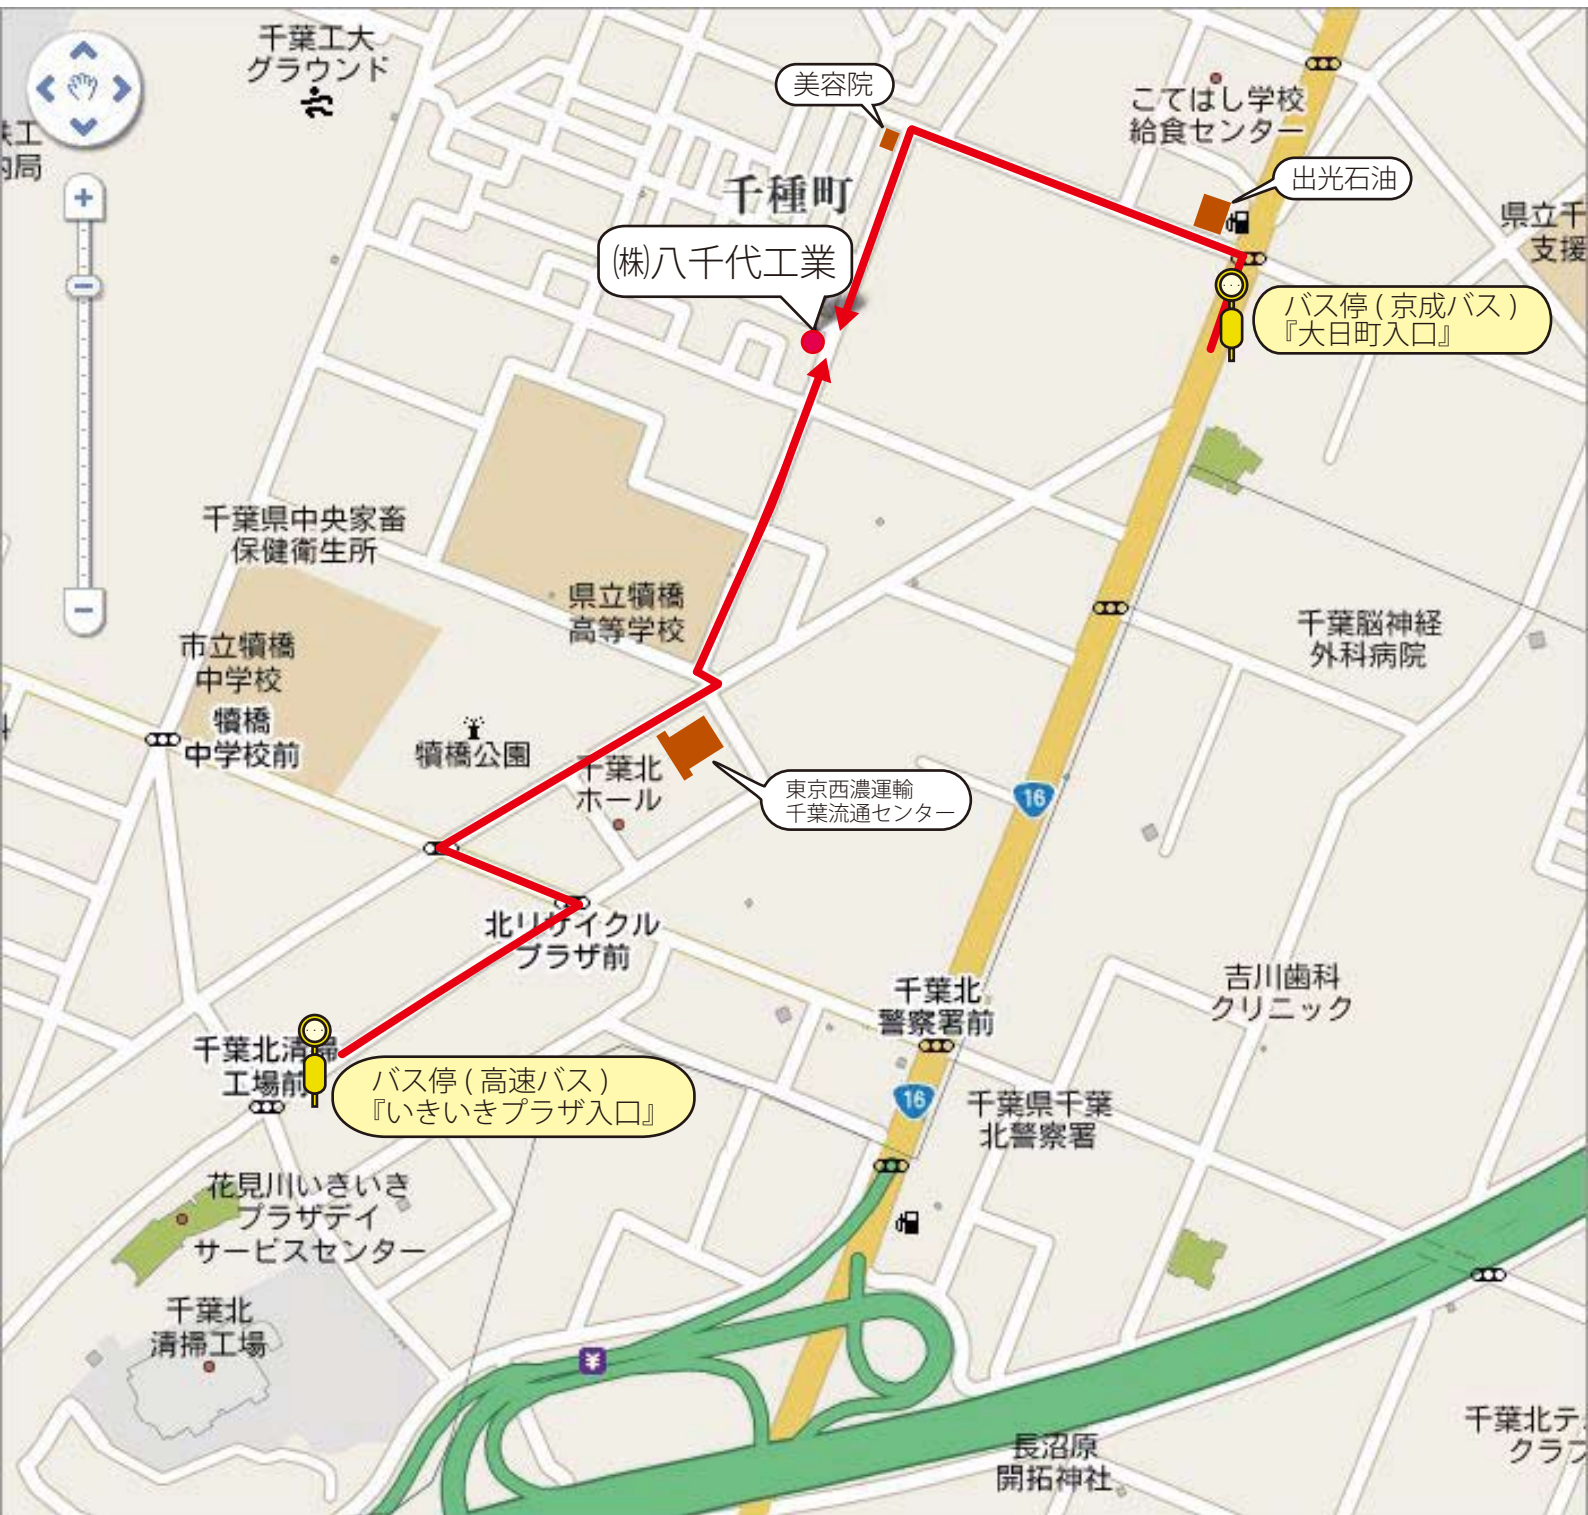 千葉工大
グラウンド
美容院
こてはし学校
給食センター
出光石油
千種町
県立千
支援
㈱八千代工業
バス停(京成バス)
『大日町入口』
内局
千葉県中央家畜
保健衛生所
県立犢橋
高等学校
千葉脳神経
外科病院
市立犢橋
中学校
犢橋
中学校前
犢橋公園
千葉北
ホール
東京西濃運輸
千葉流通センター
16
北リサイクル
プラザ前
千葉北
警察署前
吉川歯科
クリニック
千葉北清掃
工場前
バス停(高速バス)
『いきいきプラザ入口』
16
千葉県千葉
北警察署
花見川いきいき
プラザデイ
サービスセンター
千葉北
清掃工場
¥
千葉北テ
クラブ
長沼原
開拓神社